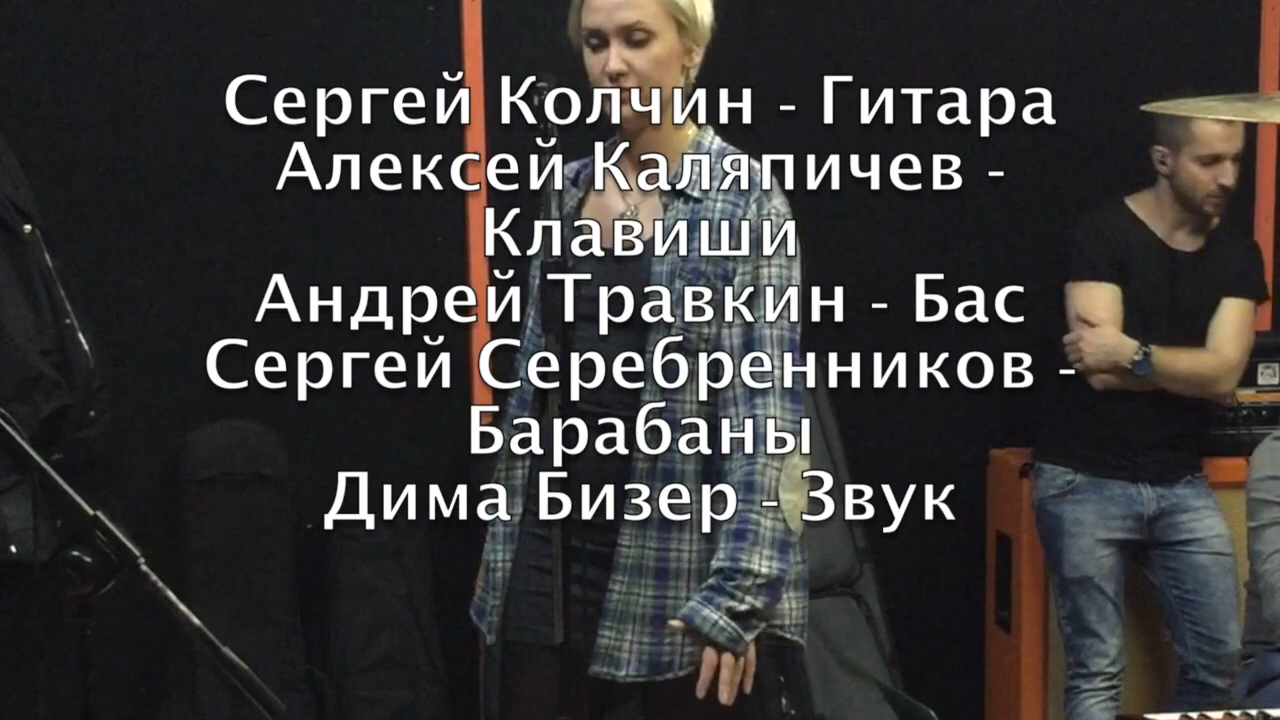 Сергей Колчин - Гитара
Алексей Каляпичев -
Клавиши
Андрей Травкин - Бас
Сергей Серебренников -
Барабаны
Дима Бизер - Звук